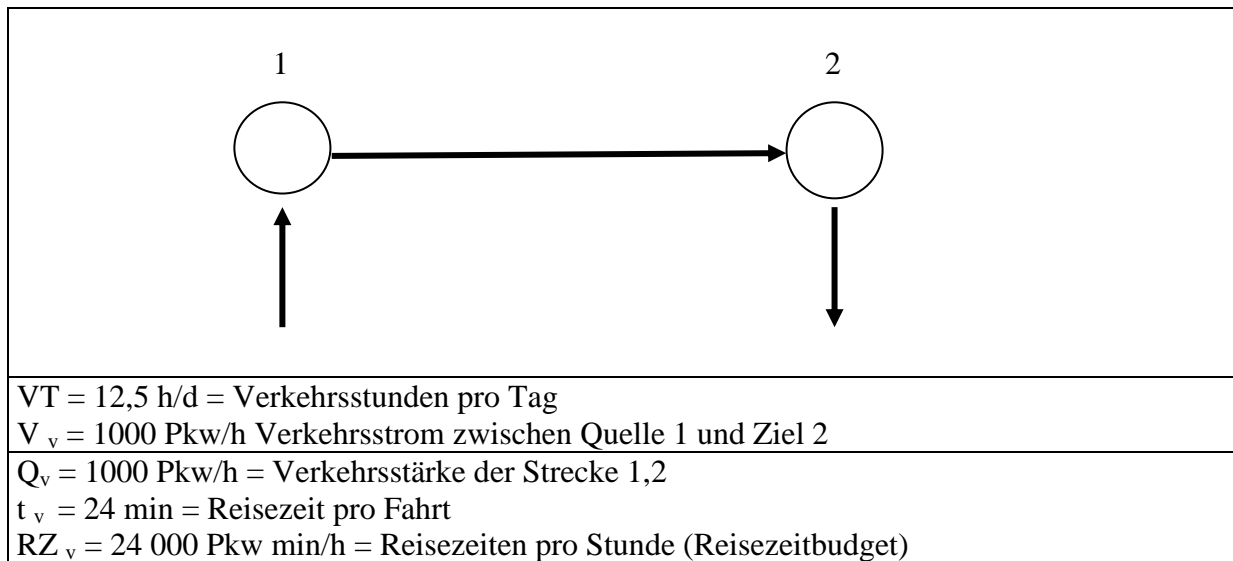 1 2
VT = 12,5 h/d = Verkehrsstunden pro Tag
V v = 1000 Pkw/h Verkehrsstrom zwischen Quelle 1 und Ziel 2
Qv = 1000 Pkw/h = Verkehrsstärke der Strecke 1,2
t v = 24 min = Reisezeit pro Fahrt
RZ v = 24 000 Pkw min/h = Reisezeiten pro Stunde (Reisezeitbudget)